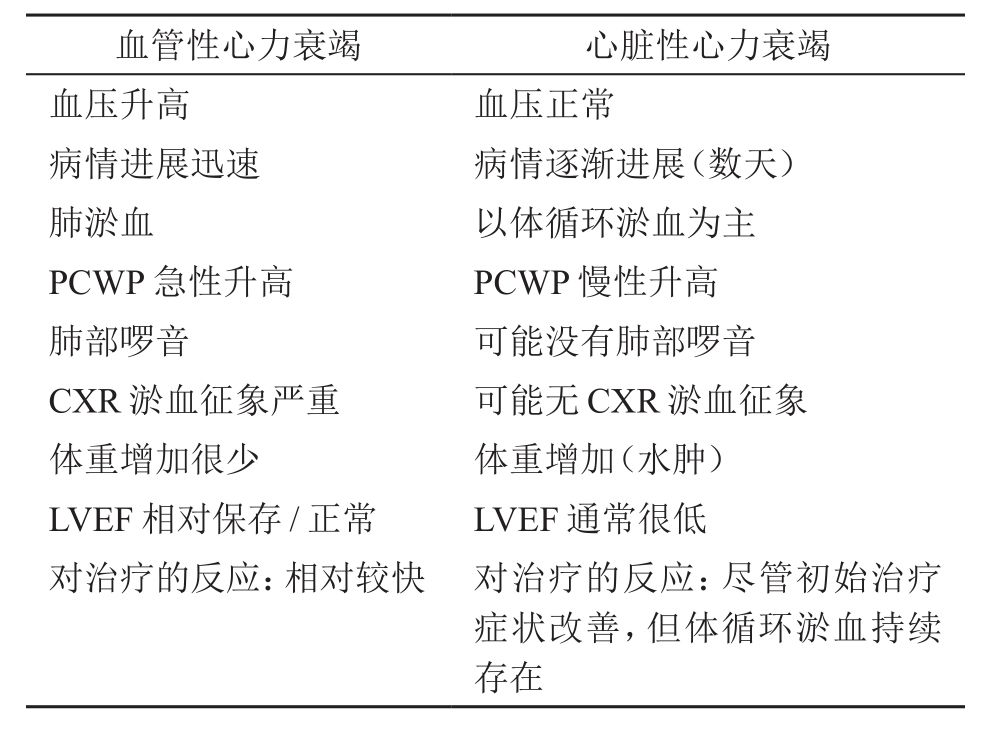 血管性心力衰竭 心脏性心力衰竭
血压升高 血压正常
病情进展迅速 病情逐渐进展（数天）
肺淤血 以体循环淤血为主
PCWP 急性升高 PCWP 慢性升高
肺部啰音 可能没有肺部啰音
CXR 淤血征象严重 可能无 CXR 淤血征象
体重增加很少 体重增加（水肿）
LVEF 相对保存 / 正常 LVEF 通常很低
对治疗的反应：相对较快 对治疗的反应：尽管初始治疗
症状改善，但体循环淤血持续
存在